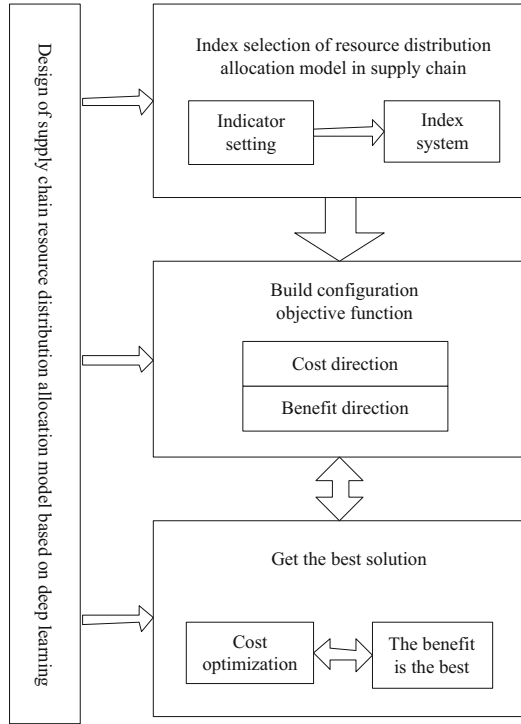 Design of supply chain resource distribution allocation model based on deep learning
Index selection of resource distribution
allocation model in supply chain
Indicator
setting
Index
system
Build configuration
objective function
Cost direction
Benefit direction
Get the best solution
Cost
optimization
The benefit
is the best